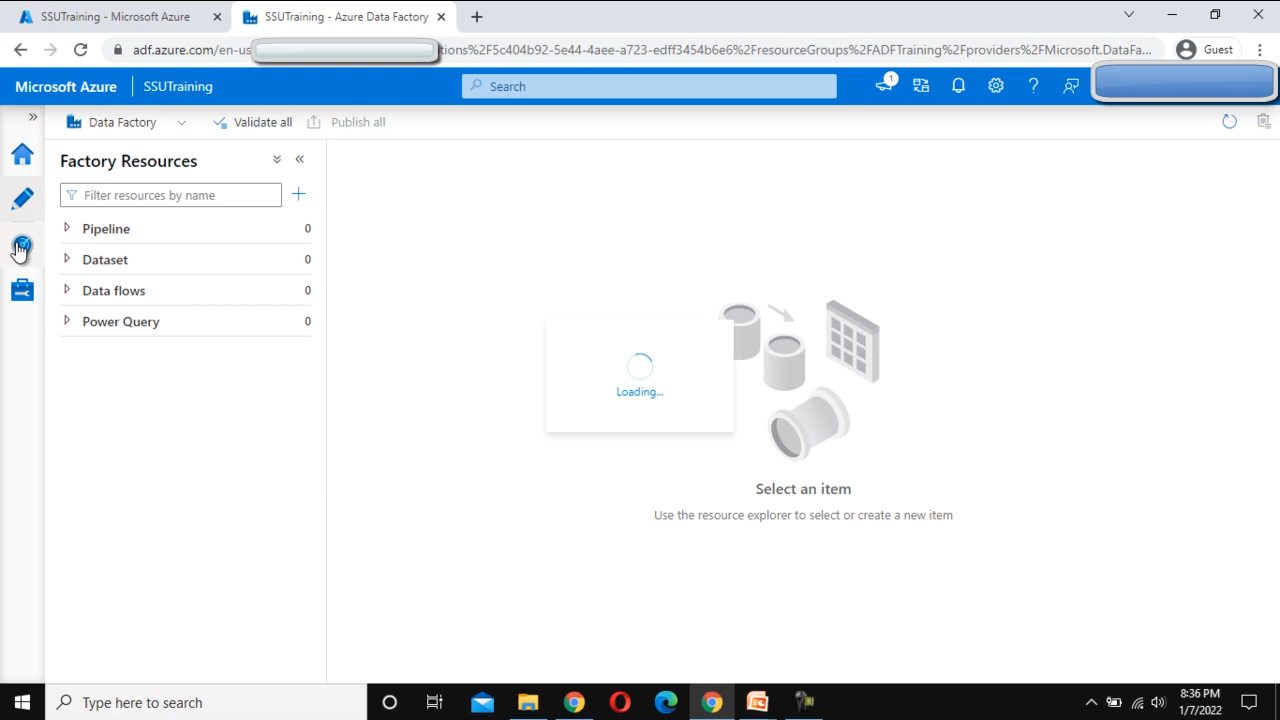 SSUTraining - Microsoft Azure
SSUTraining - Azure Data Factory
adf.azure.com/en-us
tions%2F5c404b92-5e44-4aee-a723-edff3454b6e6%2FresourceGroups%2FADFTraining%2Fproviders%2FMicrosoft.DataFa...
Guest
Microsoft Azure
SSUTraining
Search
1
Data Factory
Validate all
Publish all
Factory Resources
Filter resources by name
Pipeline 0
Dataset 0
Data flows 0
Power Query 0
Loading...
Select an item
Use the resource explorer to select or create a new item
Type here to search
8:36 PM
1/7/2022